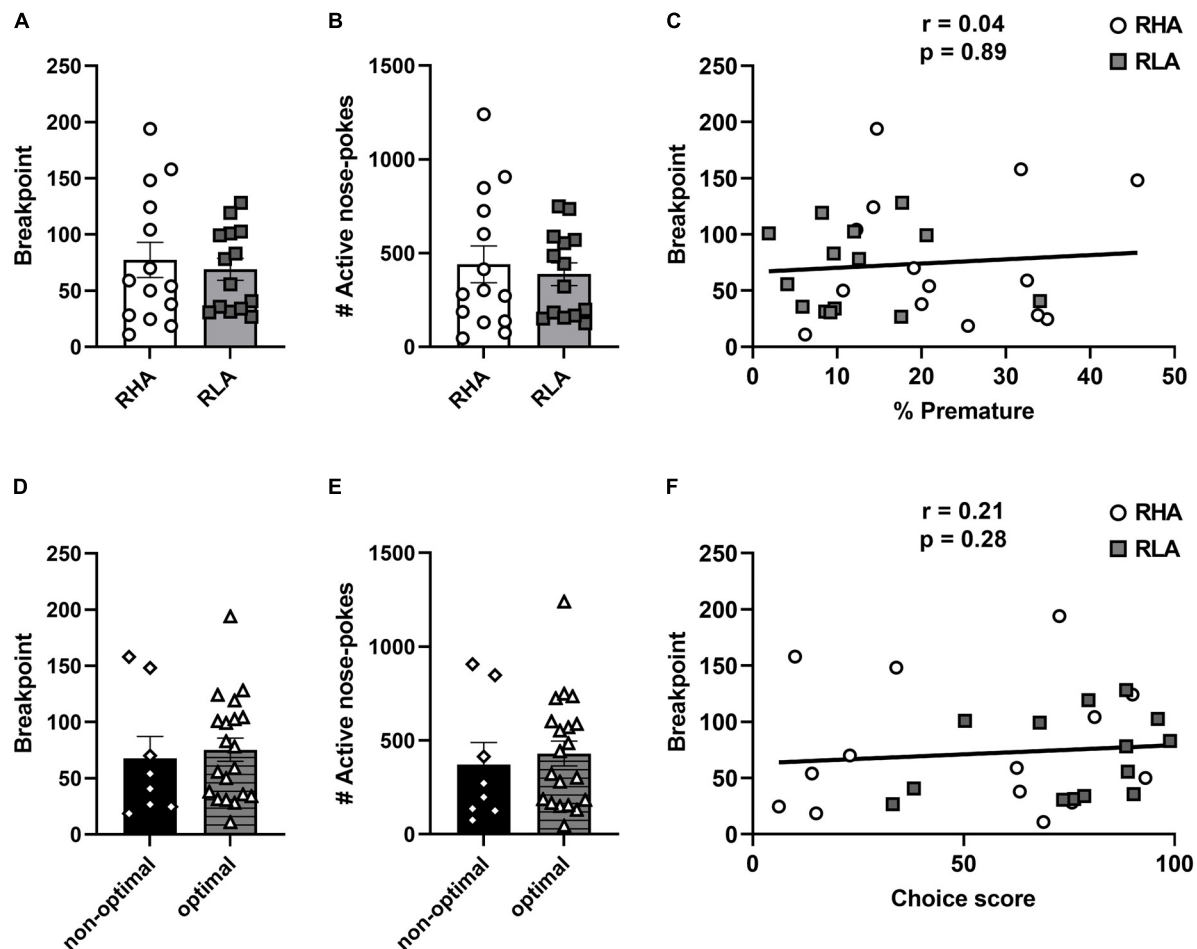 A
Breakpoint
250
200
150
100
50
0
RHA
RLA
B
# Active nose-pokes
1500
1000
500
0
RHA
RLA
C
r = 0.04
p = 0.89
RHA
RLA
Breakpoint
250
200
150
100
50
0
0 10 20 30 40 50
% Premature
D
Breakpoint
250
200
150
100
50
0
non-optimal
optimal
E
# Active nose-pokes
1500
1000
500
0
non-optimal
optimal
F
r = 0.21
p = 0.28
RHA
RLA
Breakpoint
250
200
150
100
50
0
0 50 100
Choice score